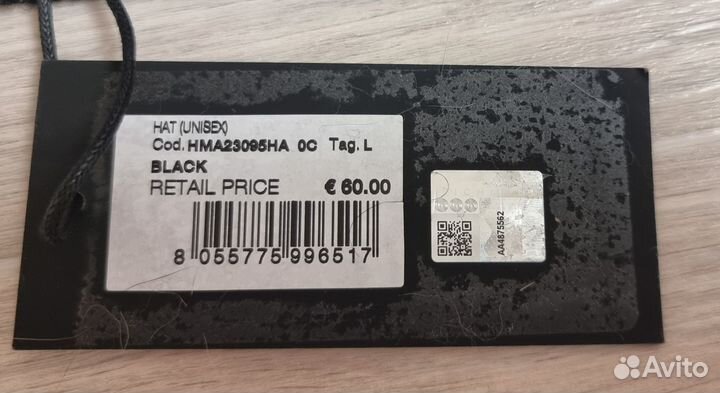 HAT (UNISEX)
Cod. HMA23095HA 0C Tag. L
BLACK
RETAIL PRICE € 60.00
8 055775 996517
AA4875562
Avito